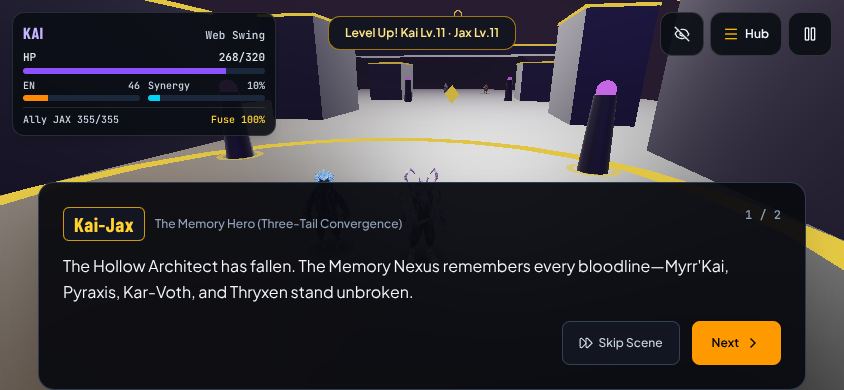 KAI Web Swing
HP 268/320
EN 46 Synergy 10%
Ally JAX 355/355 Fuse 100%
Level Up! Kai Lv.11 · Jax Lv.11
Hub
Kai-Jax The Memory Hero (Three-Tail Convergence) 1 / 2
The Hollow Architect has fallen. The Memory Nexus remembers every bloodline—Myrr'Kai,
Pyraxis, Kar-Voth, and Thryxen stand unbroken.
Skip Scene Next